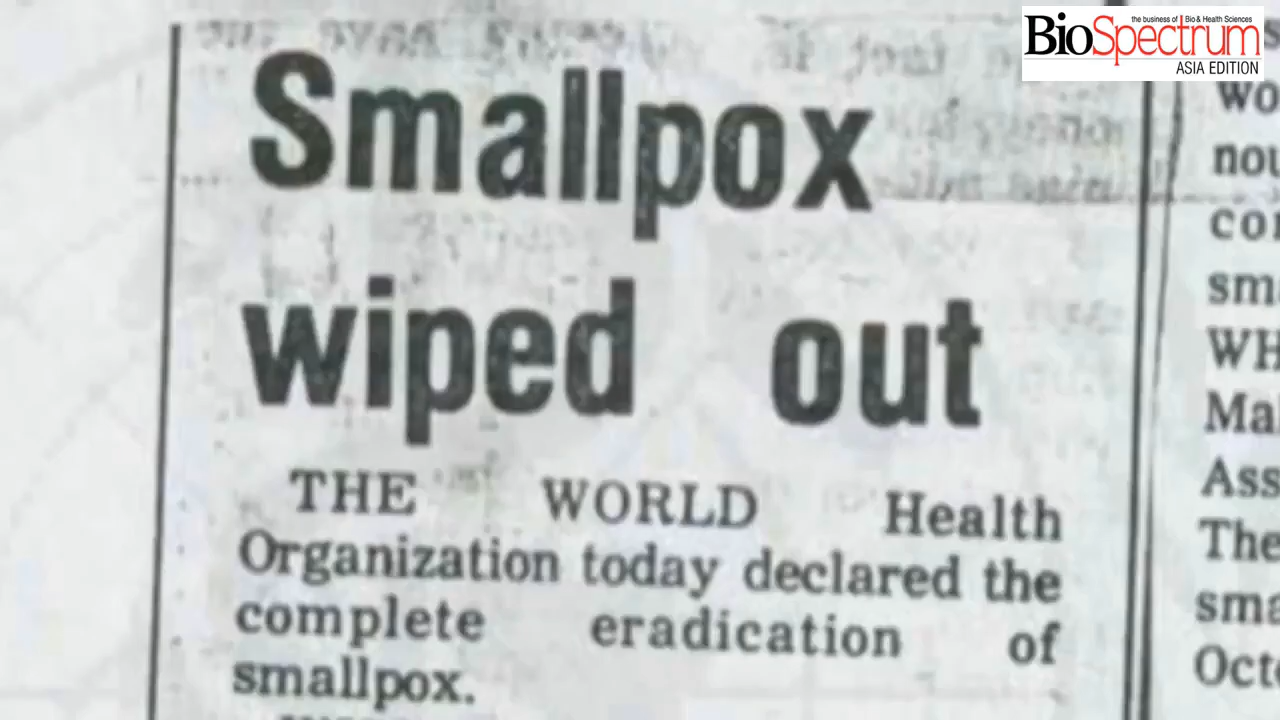 the business of Bio & Health Sciences
BioSpectrum
ASIA EDITION
Smallpox
wiped out
THE WORLD Health
Organization today declared the
complete eradication of
smallpox.